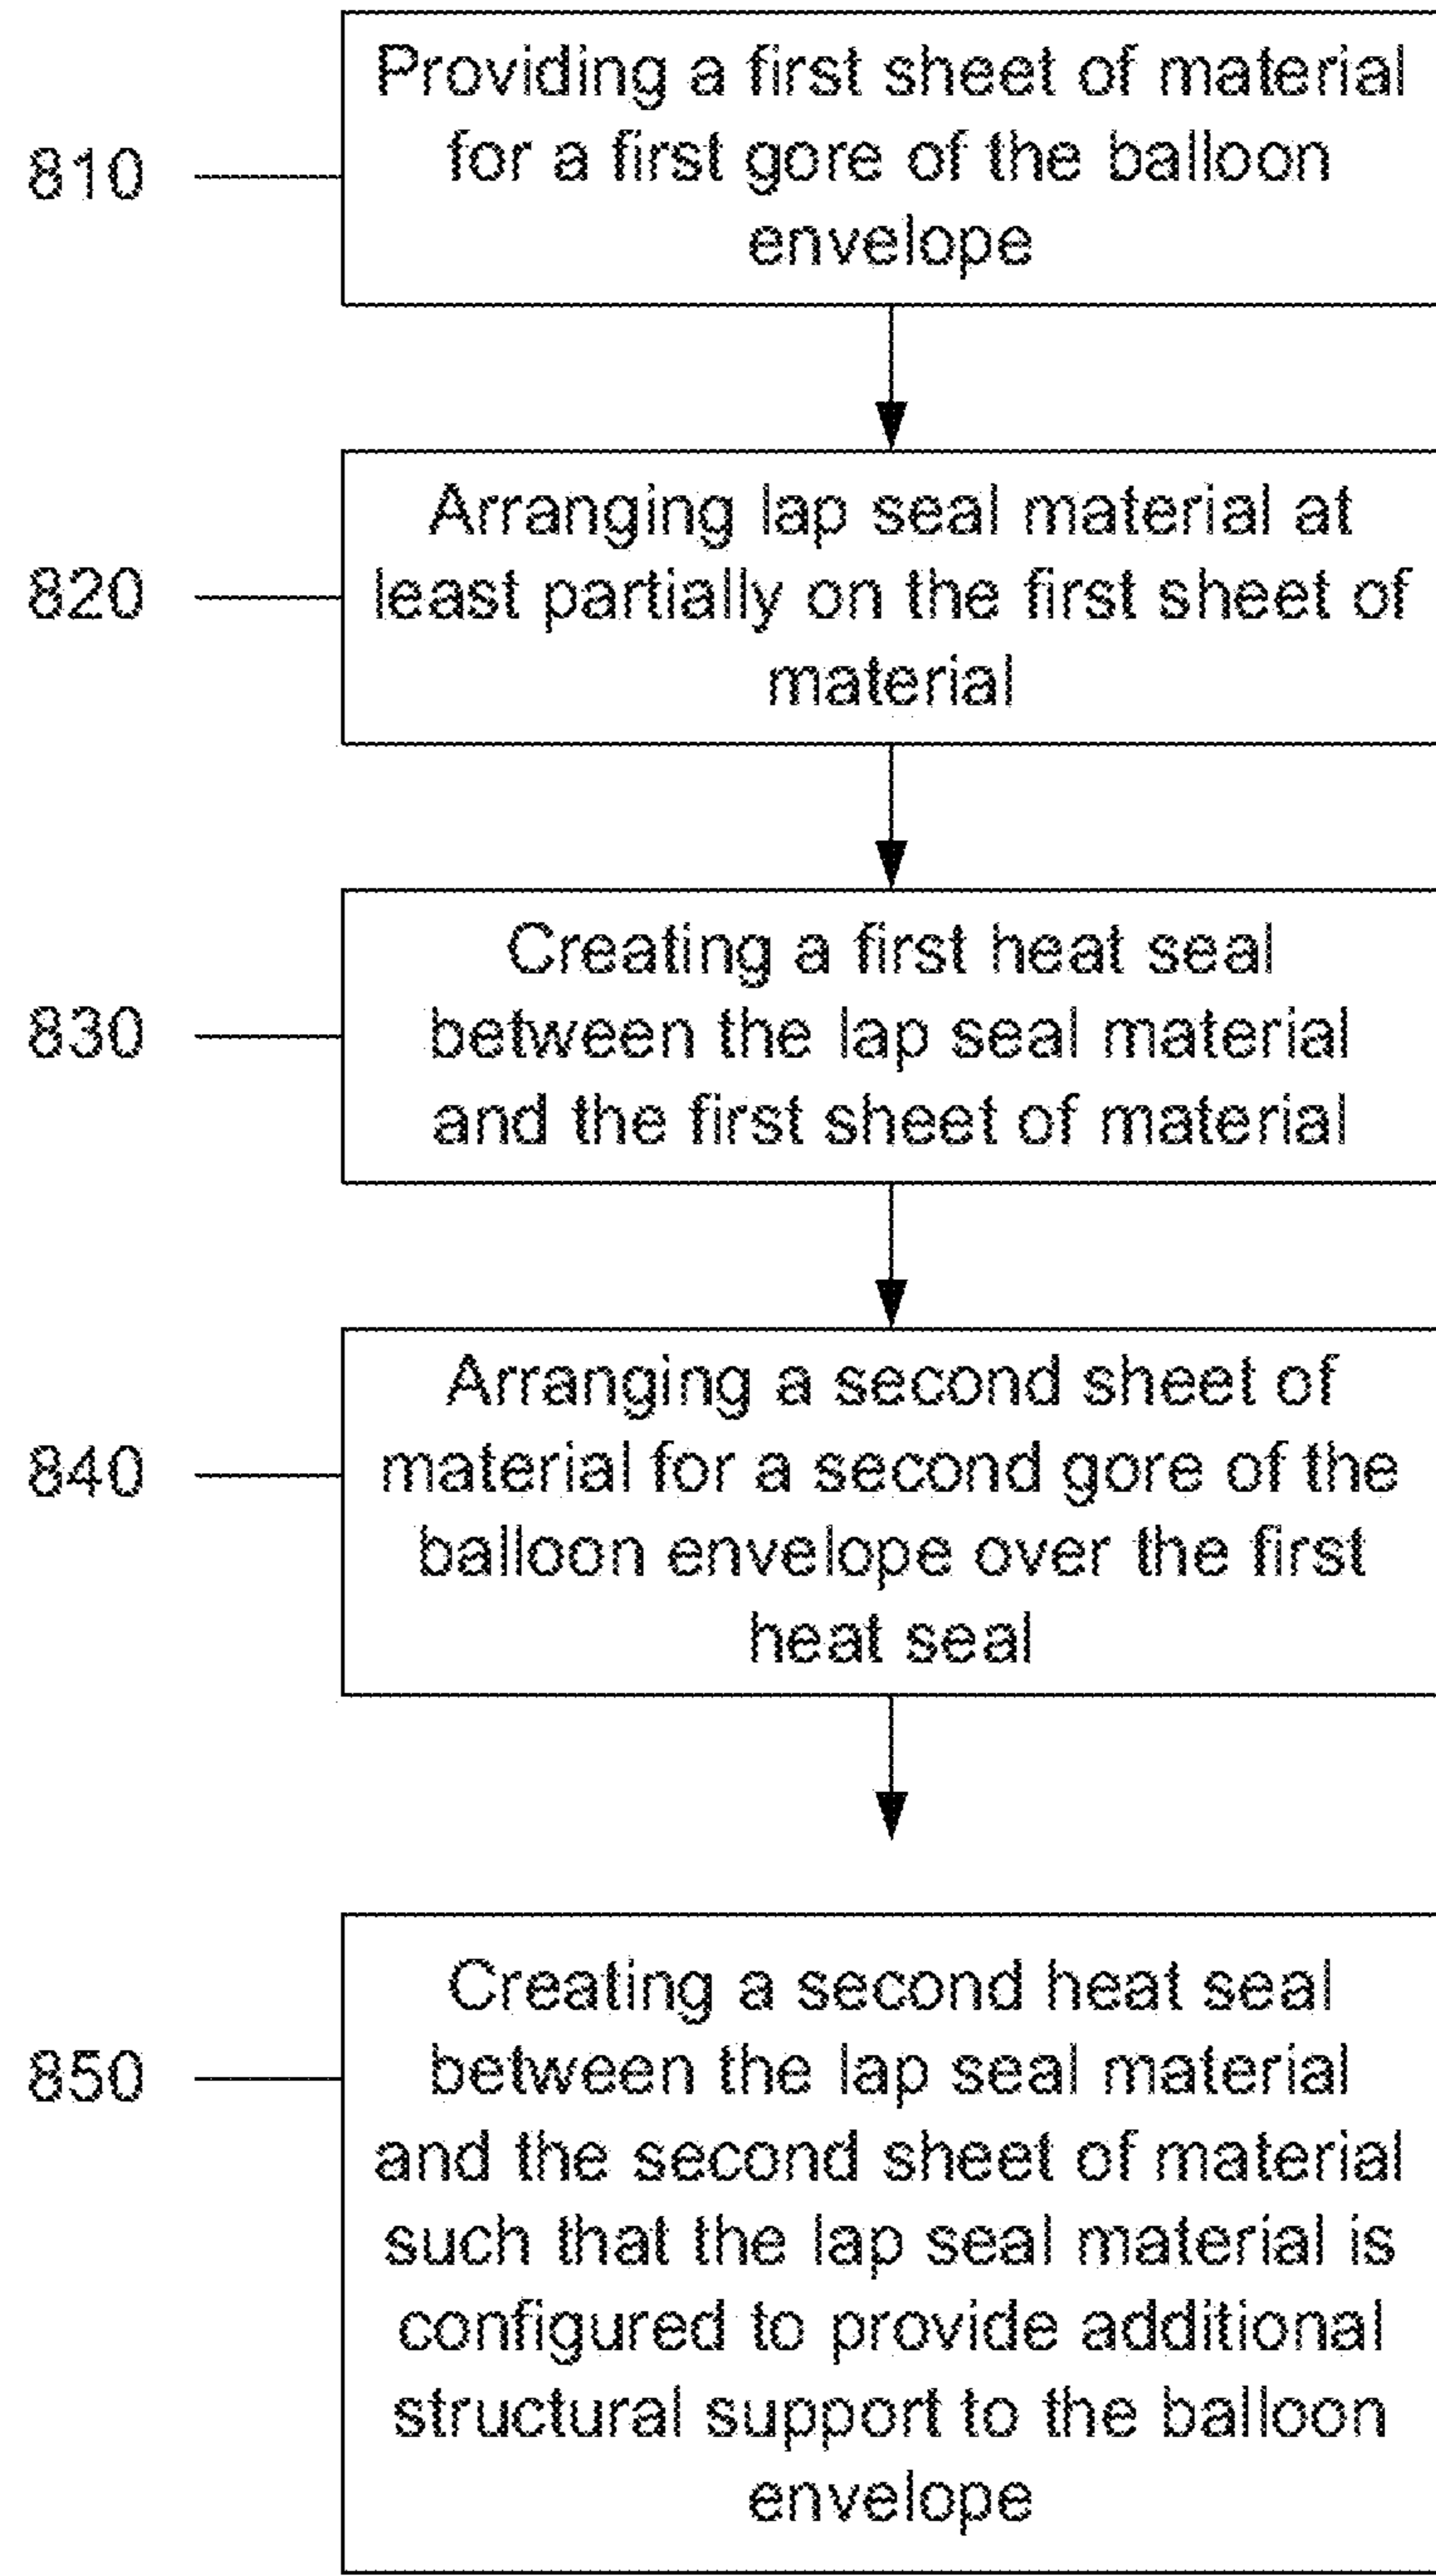 Providing a first sheet of material
for a first gore of the balloon
envelope
810
Arranging lap seal material at
least partially on the first sheet of
material
820
Creating a first heat seal
between the lap seal material
and the first sheet of material
830
Arranging a second sheet of
material for a second gore of the
balloon envelope over the first
heat seal
840
Creating a second heat seal
between the lap seal material
and the second sheet of material
such that the lap seal material is
configured to provide additional
structural support to the balloon
envelope
850